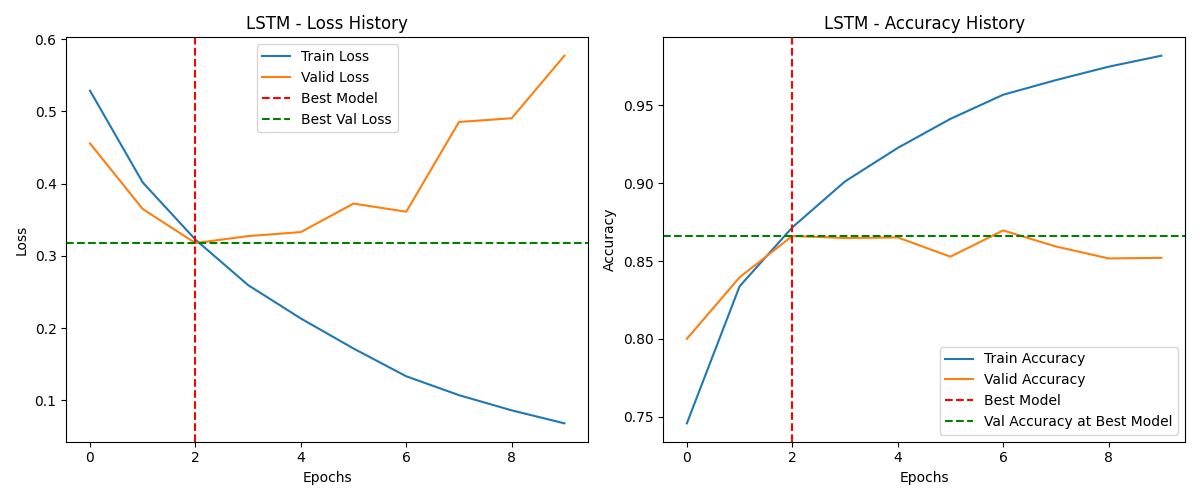 LSTM - Loss History
0.6
0.5
0.4
0.3
0.2
0.1
Loss
Train Loss
Valid Loss
Best Model
Best Val Loss
0 2 4 6 8
Epochs
LSTM - Accuracy History
0.95
0.90
0.85
0.80
0.75
Accuracy
Train Accuracy
Valid Accuracy
Best Model
Val Accuracy at Best Model
0 2 4 6 8
Epochs